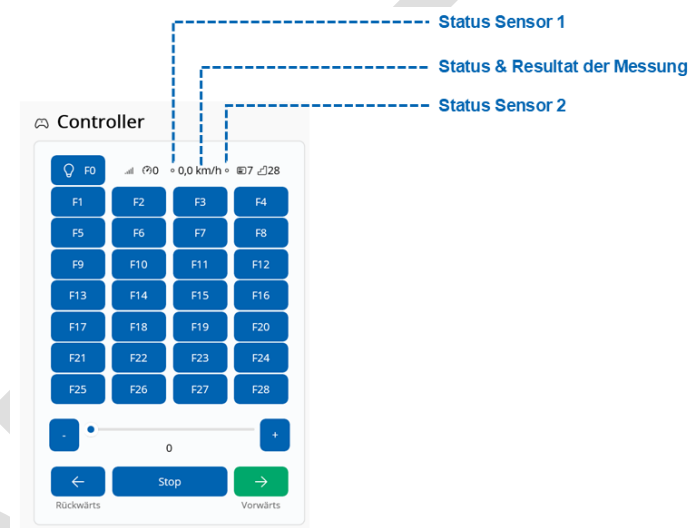 Status Sensor 1
Status & Resultat der Messung
Status Sensor 2
Controller
F0 0 0,0 km/h 7 28
F1 F2 F3 F4
F5 F6 F7 F8
F9 F10 F11 F12
F13 F14 F15 F16
F17 F18 F19 F20
F21 F22 F23 F24
F25 F26 F27 F28
- +
0
← Stop →
Rückwärts Vorwärts